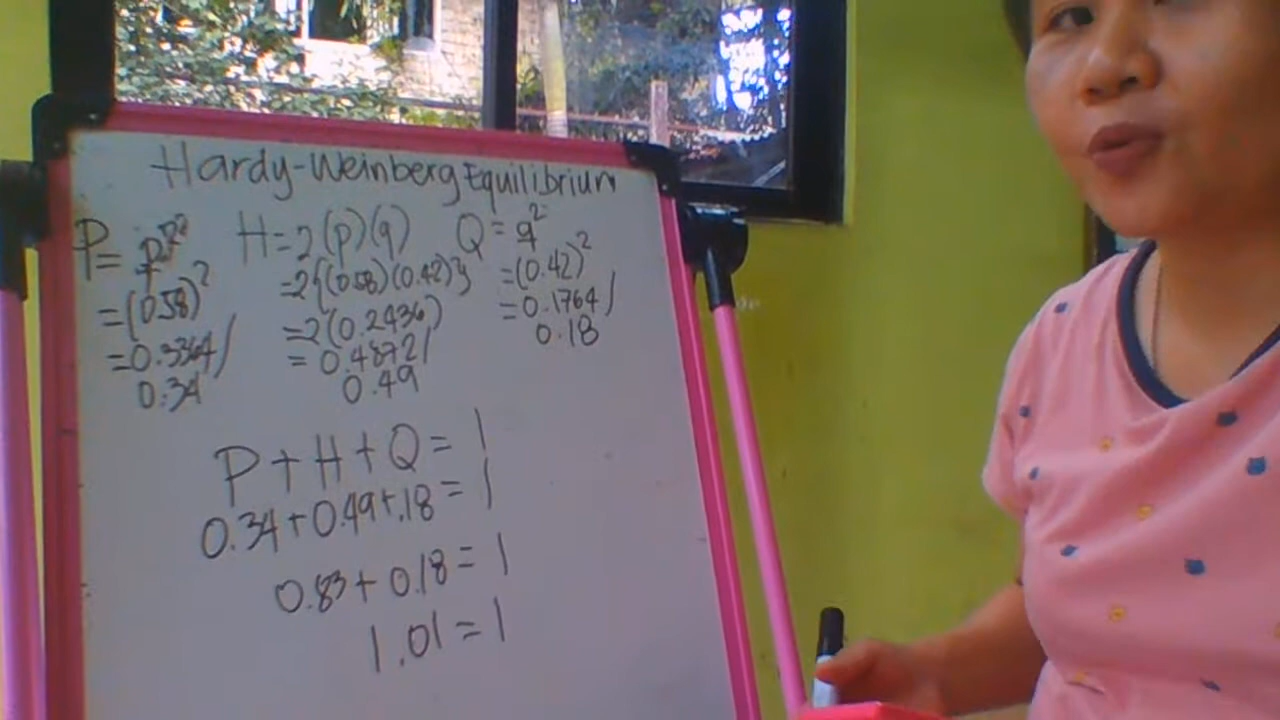 Hardy-Weinberg Equilibrium
P= p² H=2(p)(q) Q=q²
=(0.58)² =2{(0.58)(0.42)} =(0.42)²
=0.3364/ =2(0.2436) =0.1764/
0.34 =0.4872/ 0.18
0.49
P+H+Q=1
0.34+0.49+.18=1
0.83+0.18=1
1.01=1